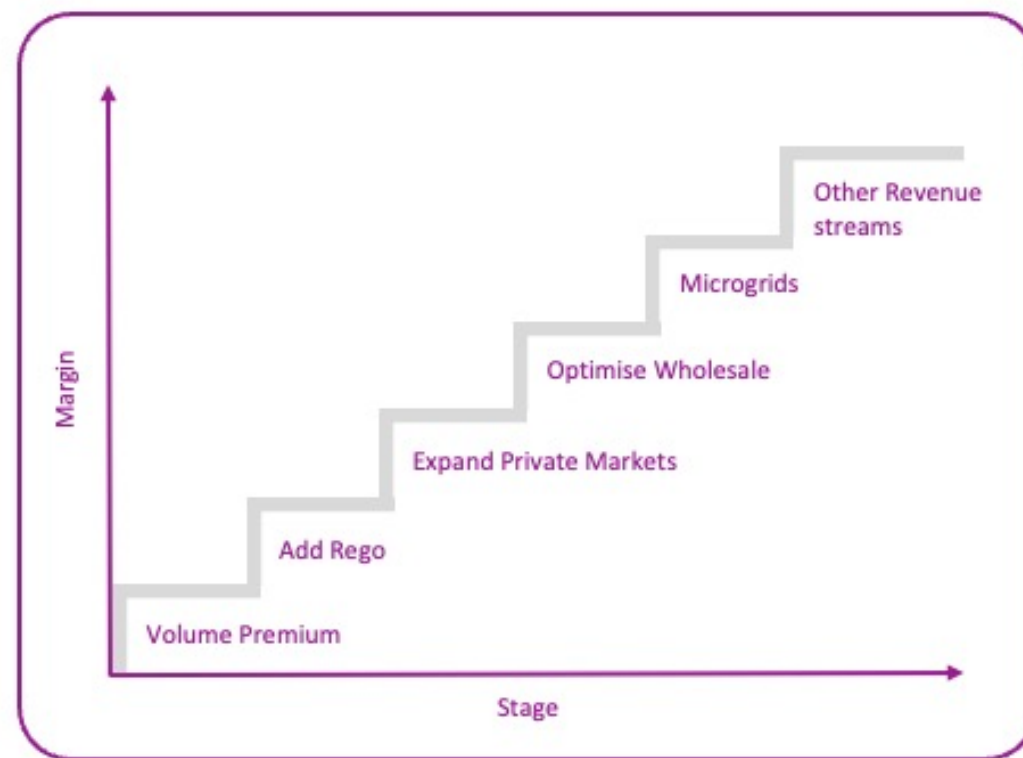 Other Revenue
streams
Microgrids
Optimise Wholesale
Expand Private Markets
Add Rego
Volume Premium
Margin
Stage